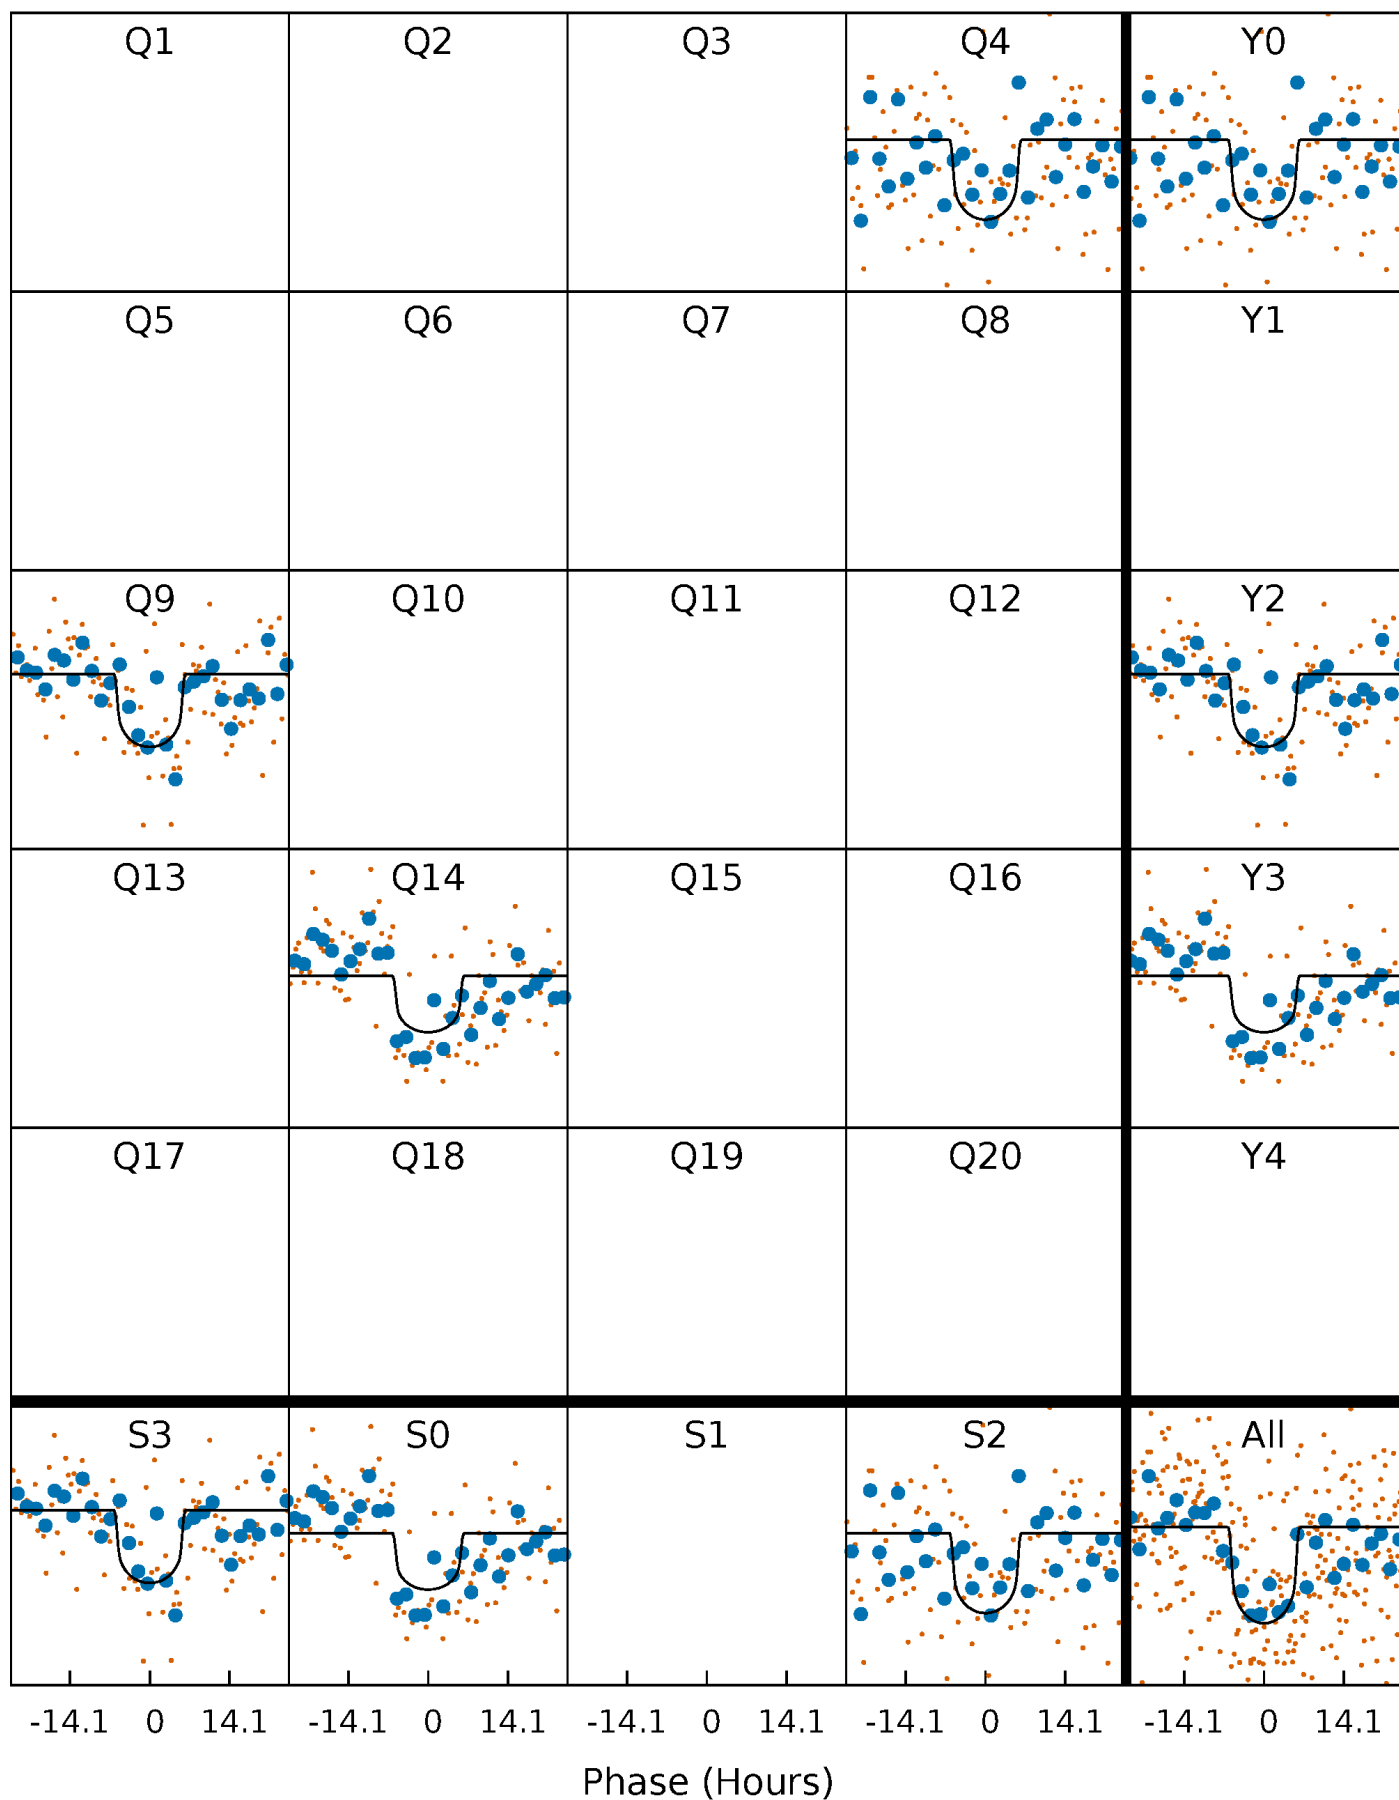 Q1 Q2 Q3 Q4 Y0
Q5 Q6 Q7 Q8 Y1
Q9 Q10 Q11 Q12 Y2
Q13 Q14 Q15 Q16 Y3
Q17 Q18 Q19 Q20 Y4
S3 S0 S1 S2 All
-14.1 0 14.1 -14.1 0 14.1 -14.1 0 14.1 -14.1 0 14.1 -14.1 0 14.1
Phase (Hours)